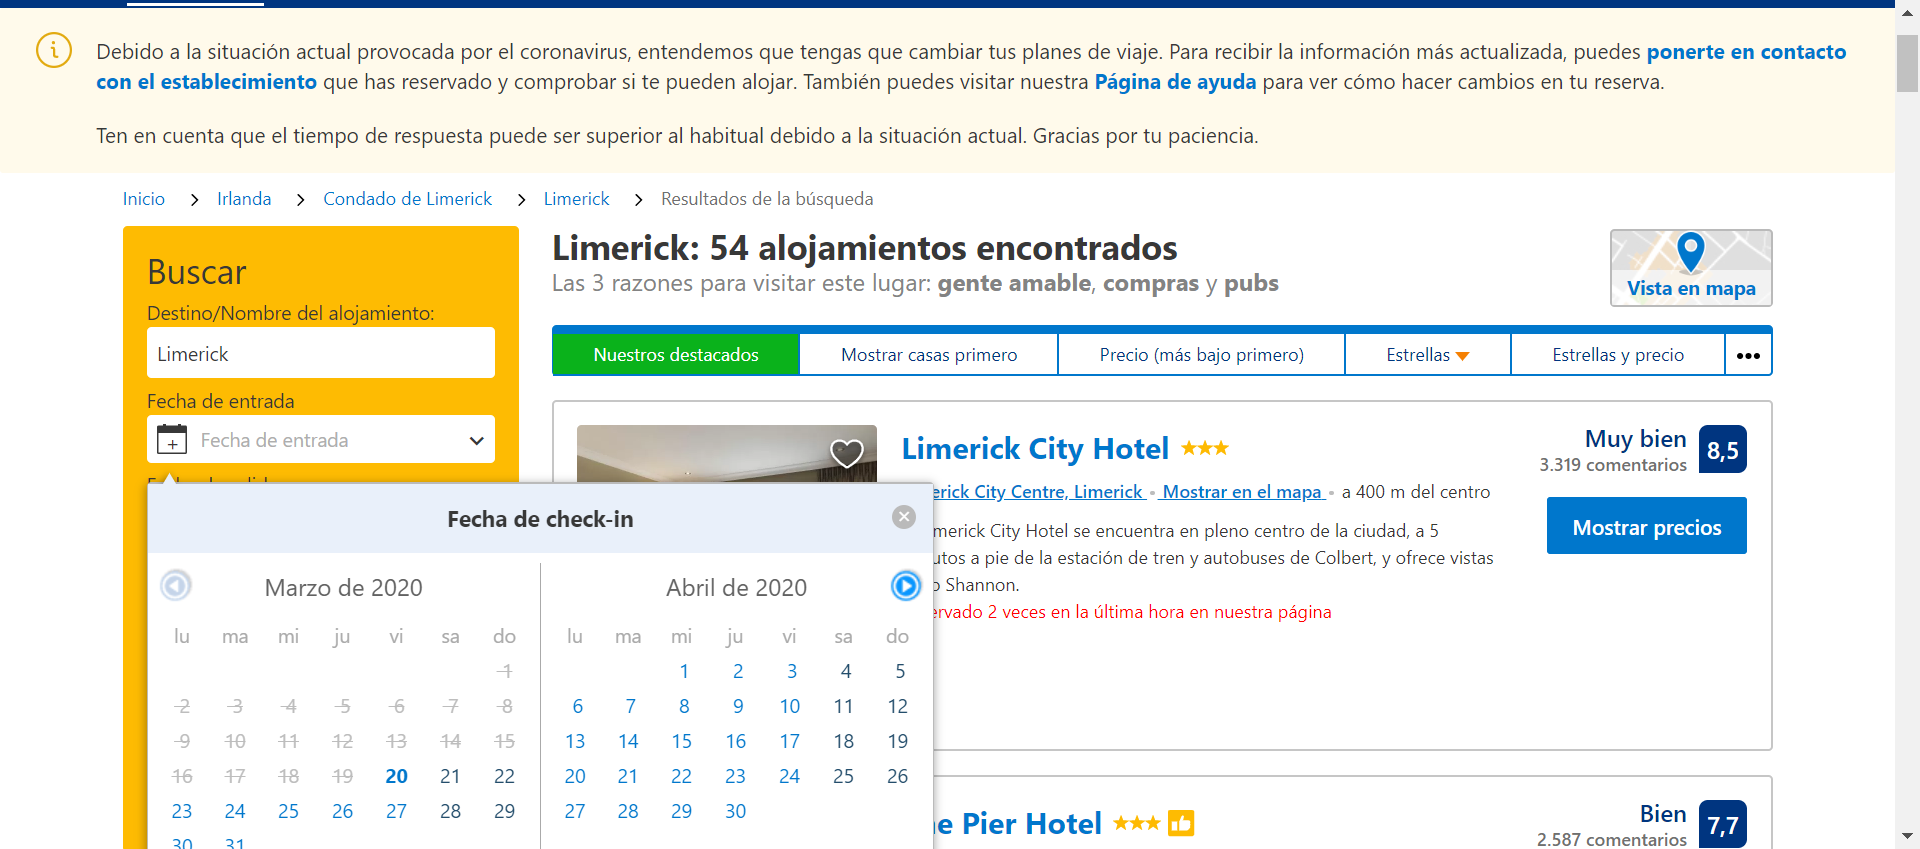 Debido a la situación actual provocada por el coronavirus, entendemos que tengas que cambiar tus planes de viaje. Para recibir la información más actualizada, puedes ponerte en contacto
con el establecimiento que has reservado y comprobar si te pueden alojar. También puedes visitar nuestra Página de ayuda para ver cómo hacer cambios en tu reserva.
Ten en cuenta que el tiempo de respuesta puede ser superior al habitual debido a la situación actual. Gracias por tu paciencia.
Inicio > Irlanda > Condado de Limerick > Limerick > Resultados de la búsqueda
Buscar
Destino/Nombre del alojamiento:
Limerick
Fecha de entrada
Fecha de entrada
Limerick: 54 alojamientos encontrados
Las 3 razones para visitar este lugar: gente amable, compras y pubs
Vista en mapa
Nuestros destacados
Mostrar casas primero
Precio (más bajo primero)
Estrellas
Estrellas y precio
•••
Limerick City Hotel
erick City Centre, Limerick • Mostrar en el mapa • a 400 m del centro
merick City Hotel se encuentra en pleno centro de la ciudad, a 5
utos a pie de la estación de tren y autobuses de Colbert, y ofrece vistas
o Shannon.
ervado 2 veces en la última hora en nuestra página
Muy bien 8,5
3.319 comentarios
Mostrar precios
Fecha de check-in
Marzo de 2020
lu ma mi ju vi sa do
1
2 3 4 5 6 7 8
9 10 11 12 13 14 15
16 17 18 19 20 21 22
23 24 25 26 27 28 29
30 31
Abril de 2020
lu ma mi ju vi sa do
1 2 3 4 5
6 7 8 9 10 11 12
13 14 15 16 17 18 19
20 21 22 23 24 25 26
27 28 29 30
e Pier Hotel
Bien 7,7
2.587 comentarios